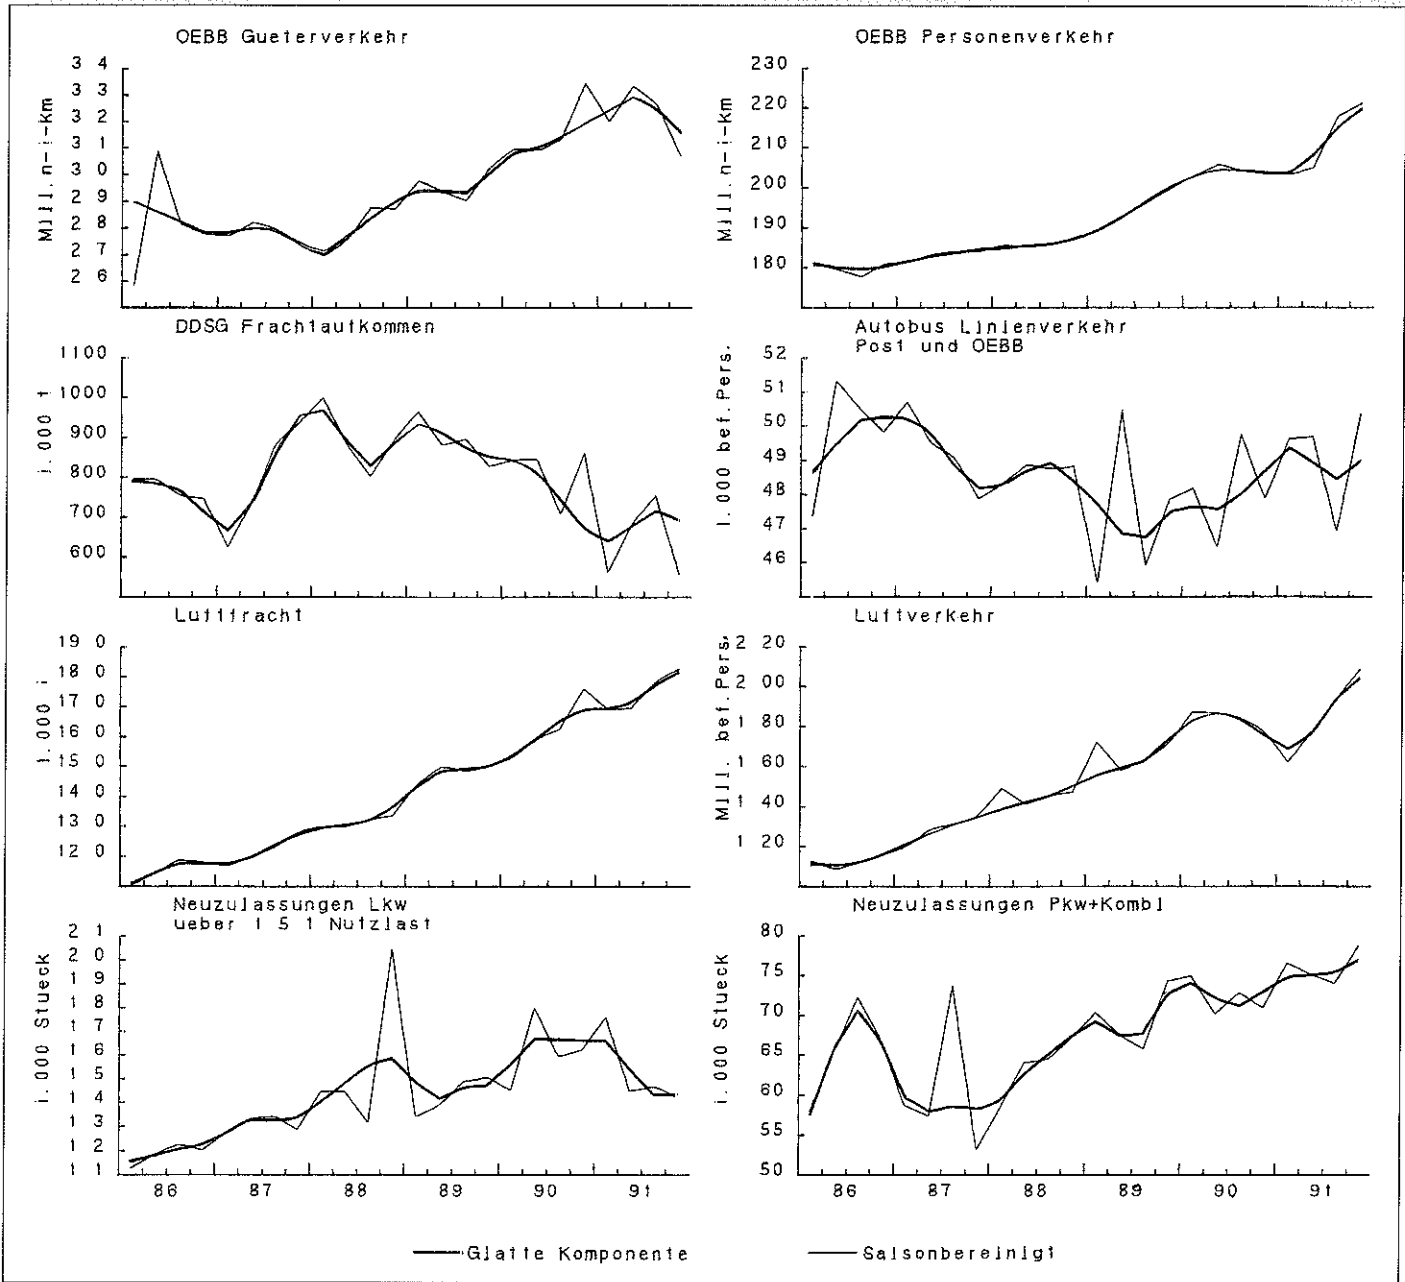 OEBB Gueterverkehr
Mill.n-t-km
3 4
3 3
3 2
3 1
3 0
2 9
2 8
2 7
2 6
OEBB Personenverkehr
Mill.n-t-km
230
220
210
200
190
180
DDSG Frachtaufkommen
1.000 t
1100
1000
900
800
700
600
Autobus Linienverkehr
Post und OEBB
1.000 bef.Pers.
52
51
50
49
48
47
46
Luftfracht
1.000 t
19 0
18 0
17 0
16 0
15 0
14 0
13 0
12 0
Luftverkehr
Mill. bef.Pers.
2 20
2 00
1 80
1 60
1 40
1 20
Neuzulassungen Lkw
ueber 1 5 t Nutzlast
1.000 Stueck
2 1
2 0
1 9
1 8
1 7
1 6
1 5
1 4
1 3
1 2
1 1
86 87 88 89 90 91
Neuzulassungen Pkw+Kombi
1.000 Stueck
80
75
70
65
60
55
50
86 87 88 89 90 91
Glatte Komponente
Saisonbereinigt